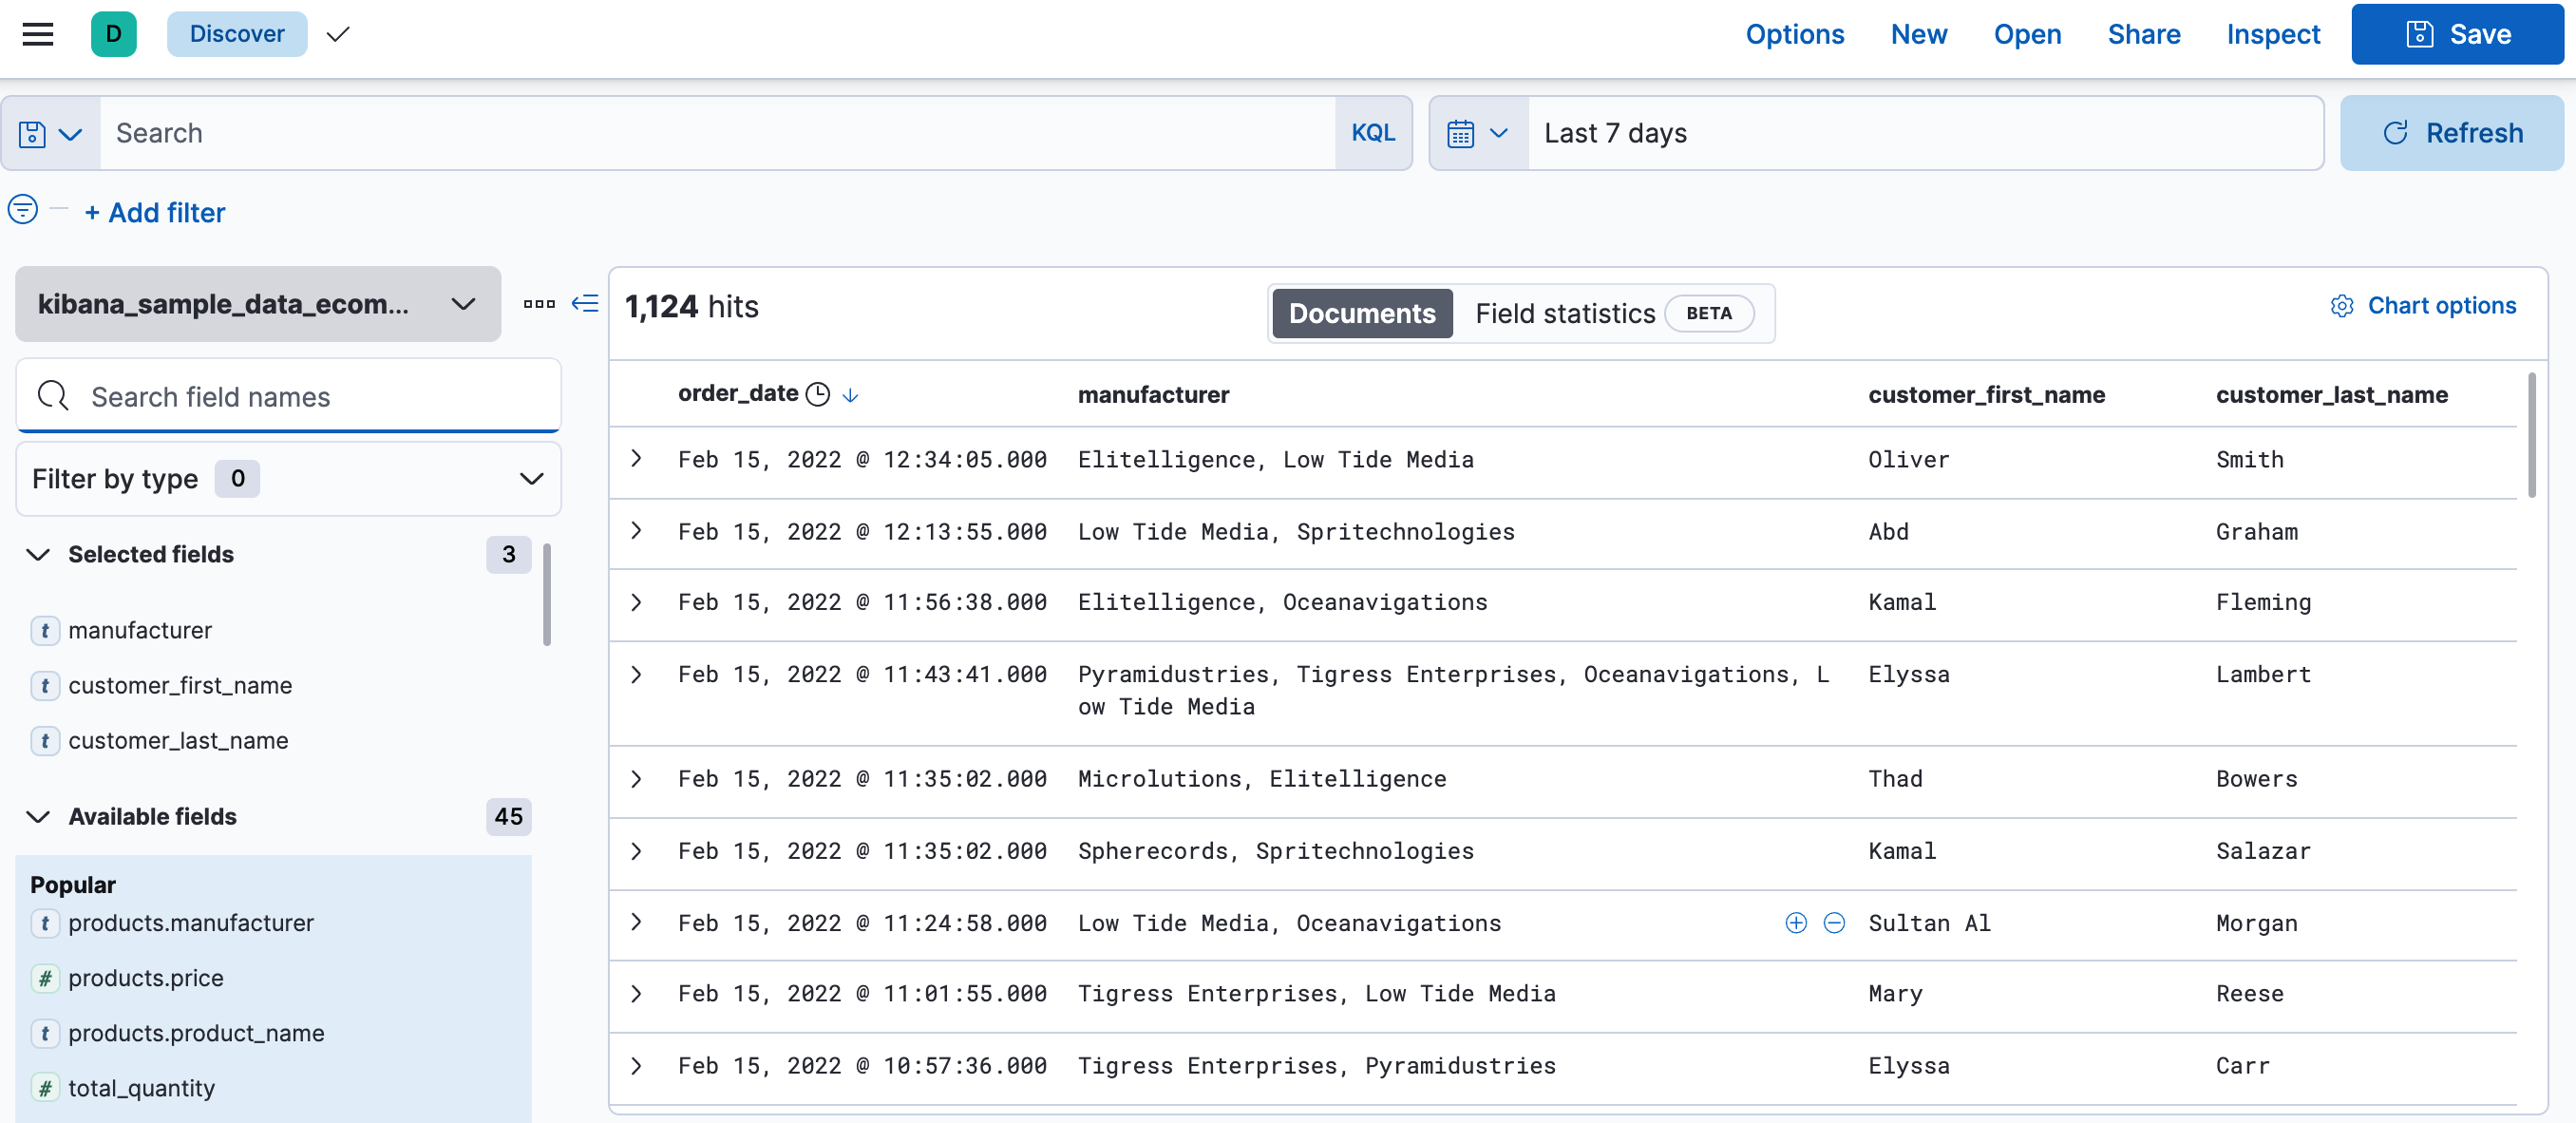 D Discover Options New Open Share Inspect Save
Search KQL Last 7 days Refresh
+ Add filter
kibana_sample_data_ecom...
Search field names
Filter by type 0
Selected fields 3
t manufacturer
t customer_first_name
t customer_last_name
Available fields 45
Popular
t products.manufacturer
# products.price
t products.product_name
# total_quantity
1,124 hits Documents Field statistics BETA Chart options
order_date manufacturer customer_first_name customer_last_name
Feb 15, 2022 @ 12:34:05.000 Elitelligence, Low Tide Media Oliver Smith
Feb 15, 2022 @ 12:13:55.000 Low Tide Media, Spritechnologies Abd Graham
Feb 15, 2022 @ 11:56:38.000 Elitelligence, Oceanavigations Kamal Fleming
Feb 15, 2022 @ 11:43:41.000 Pyramidustries, Tigress Enterprises, Oceanavigations, L Elyssa Lambert
ow Tide Media
Feb 15, 2022 @ 11:35:02.000 Microlutions, Elitelligence Thad Bowers
Feb 15, 2022 @ 11:35:02.000 Spherecords, Spritechnologies Kamal Salazar
Feb 15, 2022 @ 11:24:58.000 Low Tide Media, Oceanavigations Sultan Al Morgan
Feb 15, 2022 @ 11:01:55.000 Tigress Enterprises, Low Tide Media Mary Reese
Feb 15, 2022 @ 10:57:36.000 Tigress Enterprises, Pyramidustries Elyssa Carr